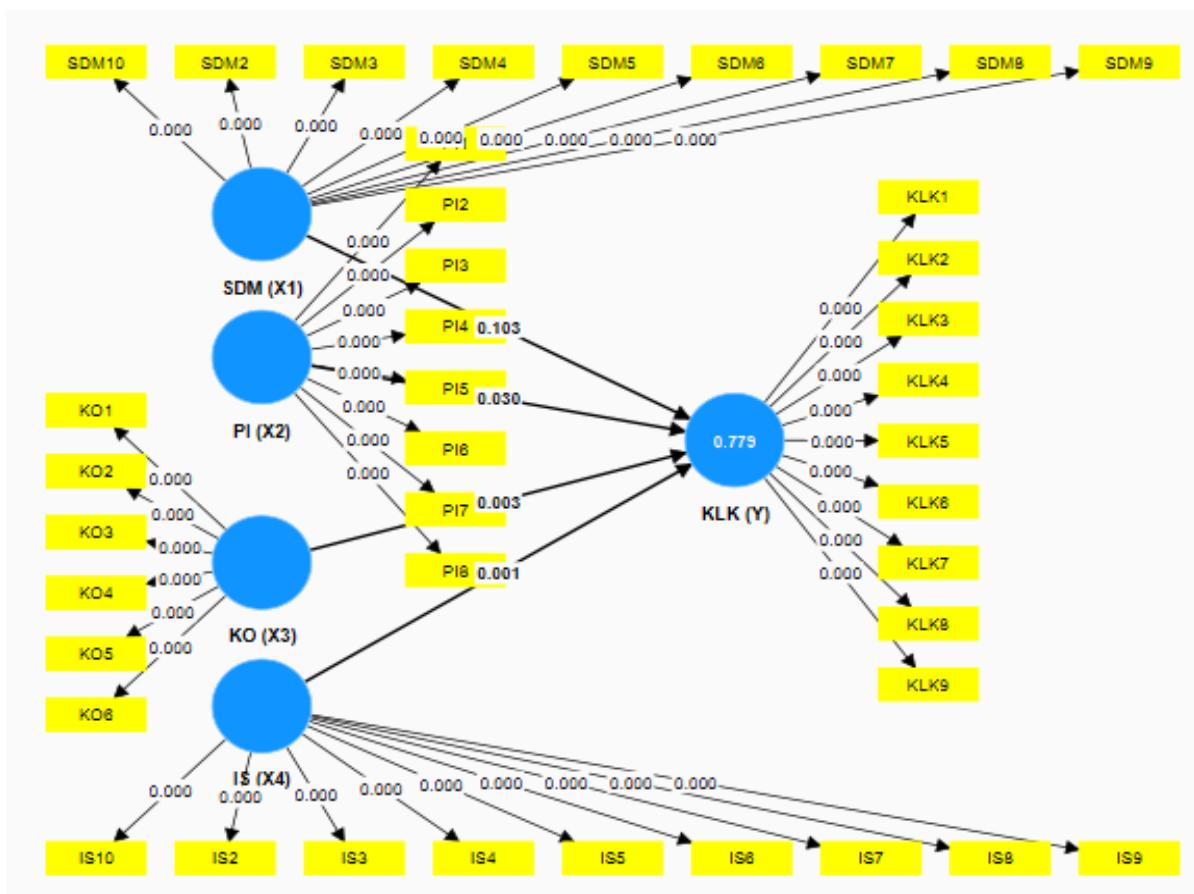 SDM10 SDM2 SDM3 SDM4 SDM5 SDM6 SDM7 SDM8 SDM9
0.000 0.000 0.000 0.000 0.000 0.000 0.000 0.000 0.000
SDM (X1)
PI2
PI3
PI4
PI5
PI6
PI7
PI8
0.000
0.000
0.000
0.000
0.000
0.000
0.000
0.000
PI (X2)
0.103
0.030
0.003
0.001
KO1
KO2
KO3
KO4
KO5
KO6
0.000
0.000
0.000
0.000
0.000
0.000
KO (X3)
0.779
KLK (Y)
0.000
0.000
0.000
0.000
0.000
0.000
0.000
0.000
0.000
KLK1
KLK2
KLK3
KLK4
KLK5
KLK6
KLK7
KLK8
KLK9
IS (X4)
0.000 0.000 0.000 0.000 0.000 0.000 0.000 0.000 0.000
IS10 IS2 IS3 IS4 IS5 IS6 IS7 IS8 IS9